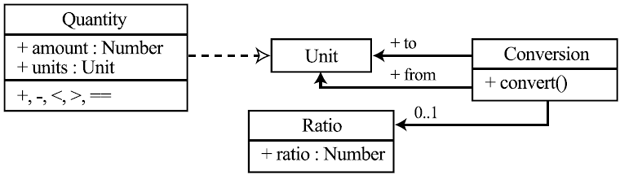 Quantity
+ amount : Number
+ units : Unit
+, -, <, >, ==
Unit
+ to
+ from
Conversion
+ convert()
0..1
Ratio
+ ratio : Number